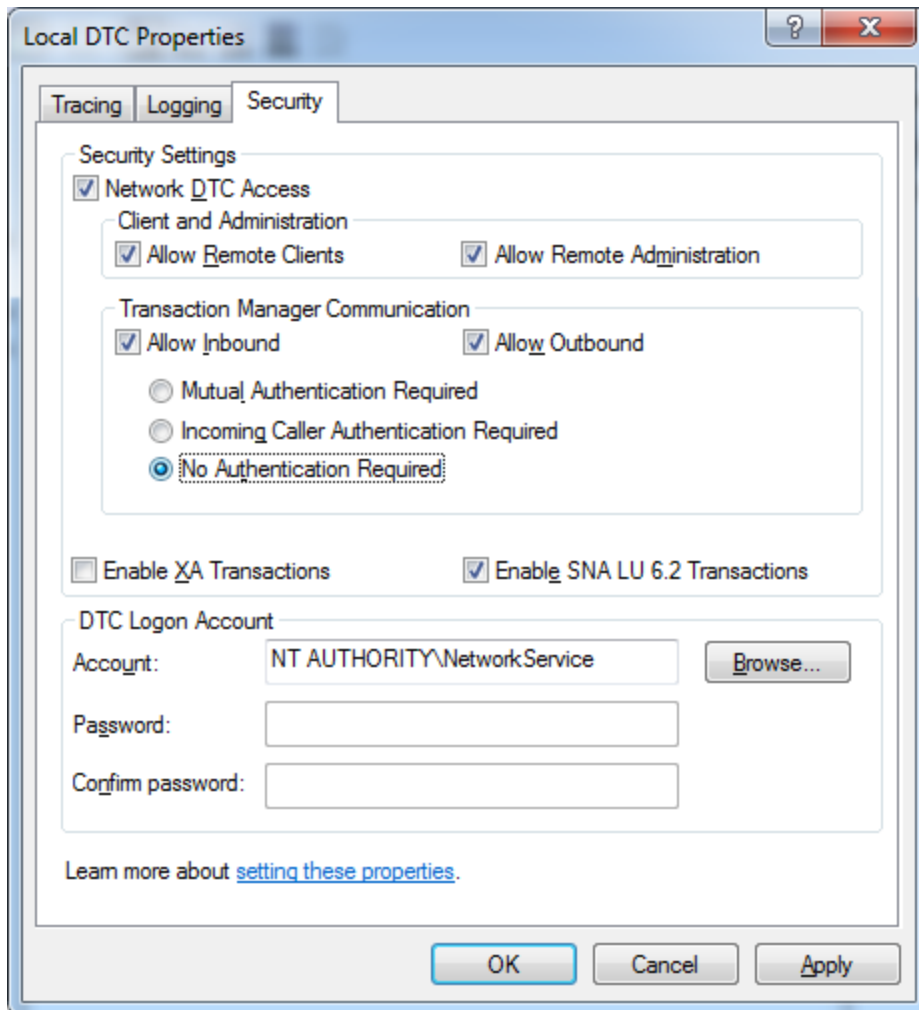 Local DTC Properties
Tracing Logging Security
Security Settings
Network DTC Access
Client and Administration
Allow Remote Clients Allow Remote Administration
Transaction Manager Communication
Allow Inbound Allow Outbound
Mutual Authentication Required
Incoming Caller Authentication Required
No Authentication Required
Enable XA Transactions Enable SNA LU 6.2 Transactions
DTC Logon Account
Account: NT AUTHORITY\NetworkService Browse...
Password:
Confirm password:
Learn more about setting these properties.
OK Cancel Apply